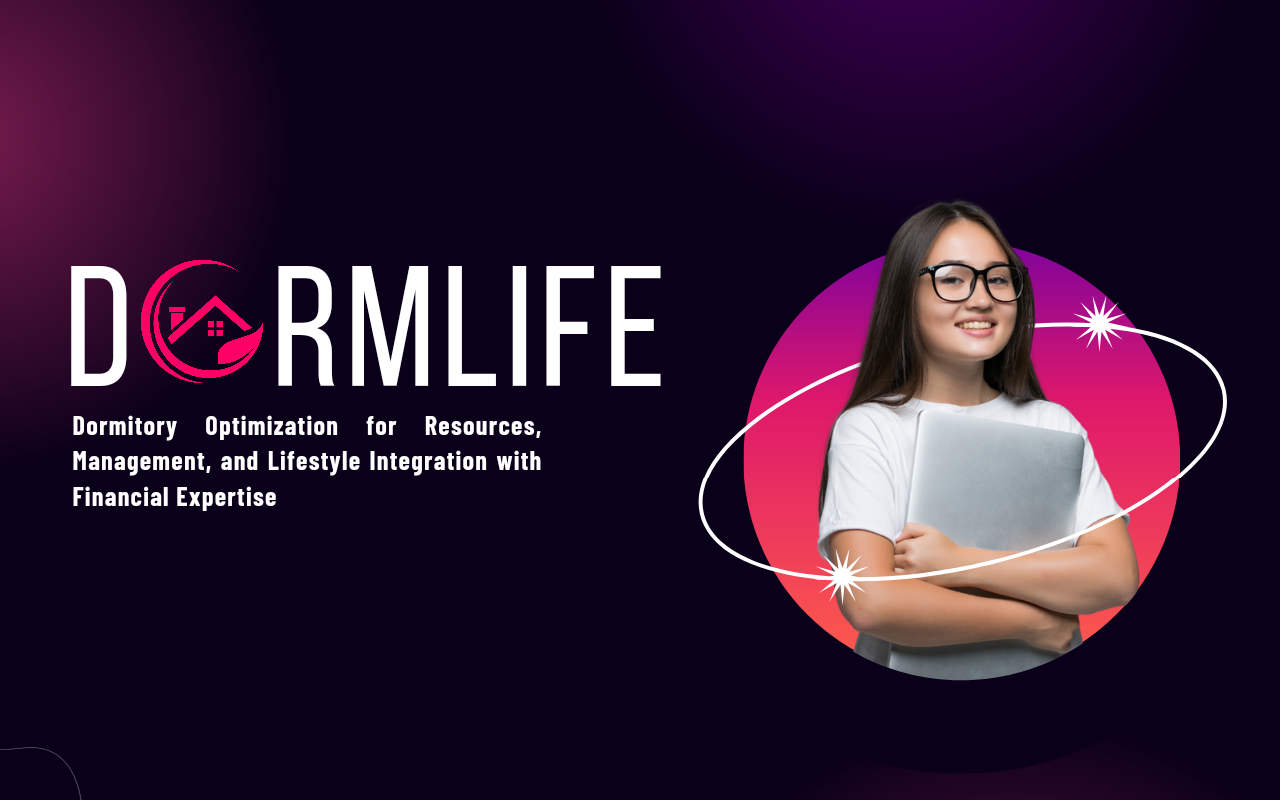 DORMLIFE
Dormitory Optimization for Resources,
Management, and Lifestyle Integration with
Financial Expertise